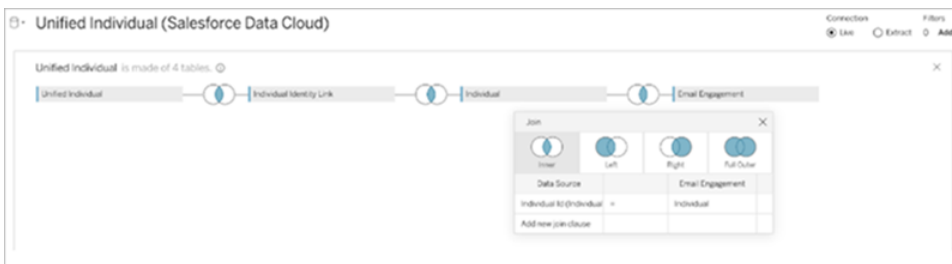 Unified Individual (Salesforce Data Cloud)
Connection
Live
Extract
Filters
0
Add
Unified Individual is made of 4 tables.
Unified Individual
Individual Identity Link
Individual
Email Engagement
Join
Inner
Left
Right
Full Outer
Data Source
Email Engagement
Individual Id (Individual
=
Individual
Add new join clause